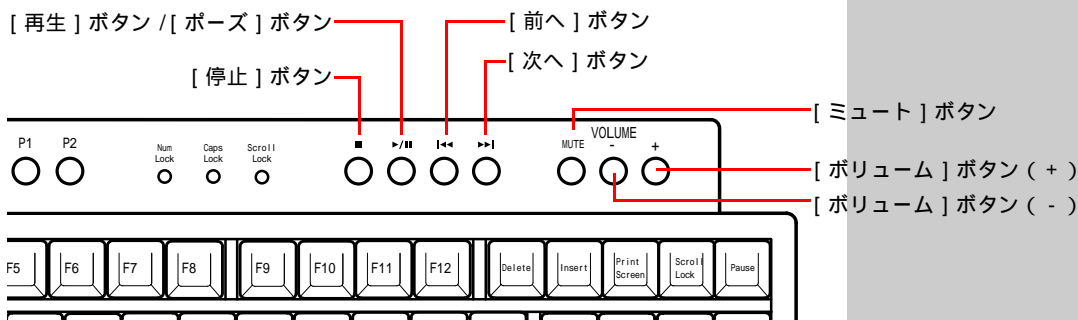 [ 再生 ] ボタン /[ ポーズ ] ボタン
[ 前へ ] ボタン
[ 停止 ] ボタン
[ 次へ ] ボタン
[ ミュート ] ボタン
P1 P2
Num Lock
Caps Lock
Scroll Lock
■ ►/II I◄◄ ►►I
VOLUME
MUTE - +
[ ボリューム ] ボタン ( + )
[ ボリューム ] ボタン ( - )
F5 F6 F7 F8 F9 F10 F11 F12 Delete Insert
Print Screen
Scroll Lock
Pause